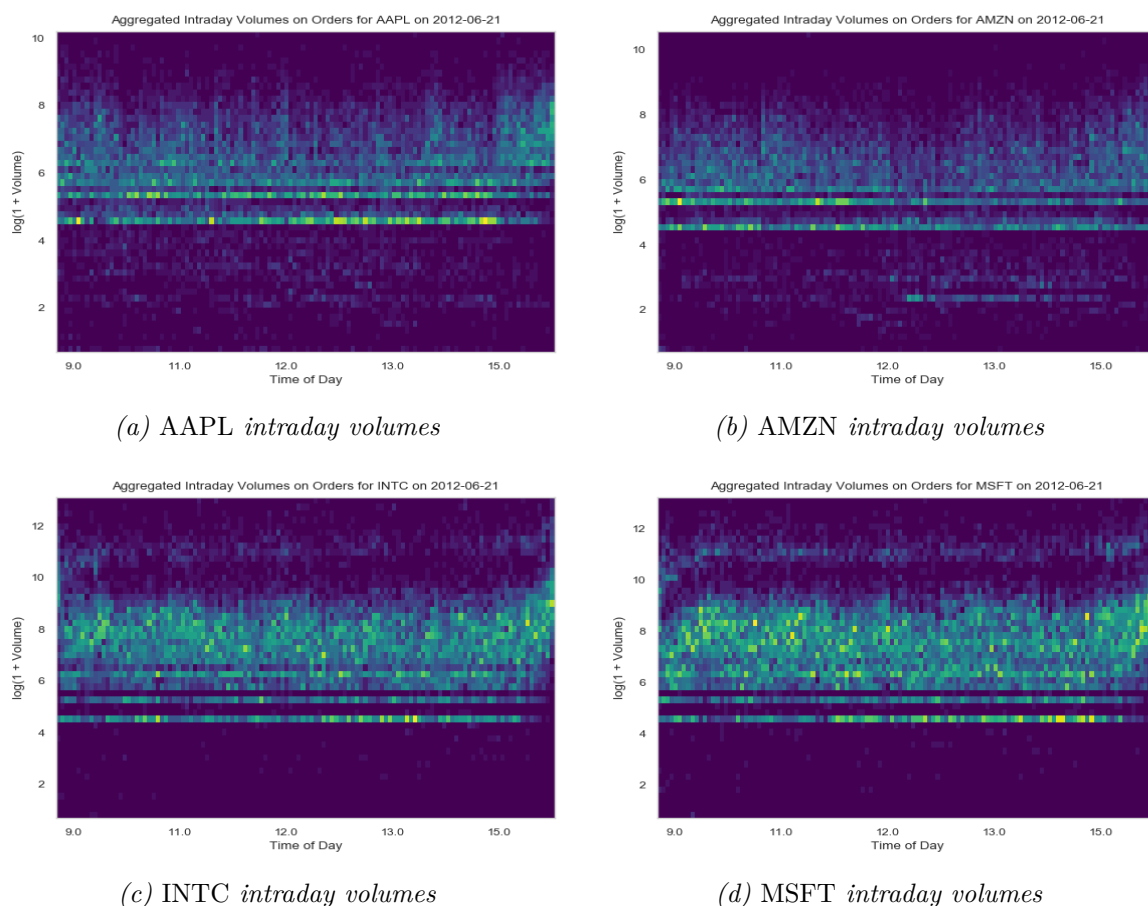 Aggregated Intraday Volumes on Orders for AAPL on 2012-06-21
10
8
6
4
2
log(1 + Volume)
9.0 11.0 12.0 13.0 15.0
Time of Day
(a) AAPL intraday volumes
Aggregated Intraday Volumes on Orders for AMZN on 2012-06-21
10
8
6
4
2
log(1 + Volume)
9.0 11.0 12.0 13.0 15.0
Time of Day
(b) AMZN intraday volumes
Aggregated Intraday Volumes on Orders for INTC on 2012-06-21
12
10
8
6
4
2
log(1 + Volume)
9.0 11.0 12.0 13.0 15.0
Time of Day
(c) INTC intraday volumes
Aggregated Intraday Volumes on Orders for MSFT on 2012-06-21
12
10
8
6
4
2
log(1 + Volume)
9.0 11.0 12.0 13.0 15.0
Time of Day
(d) MSFT intraday volumes